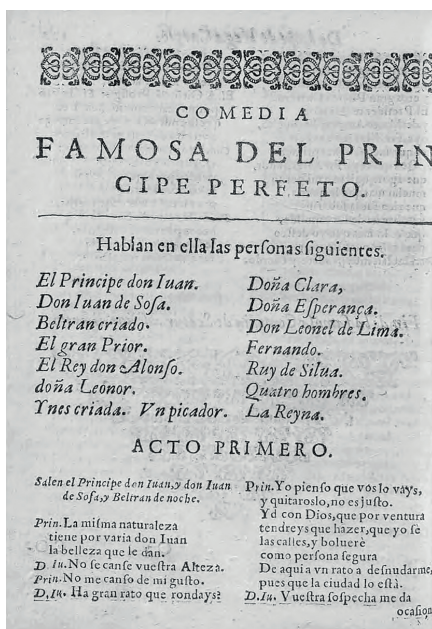 COMEDIA
FAMOSA DEL PRIN
CIPE PERFETO.
Hablan en ella las personas siguientes.
El Principe don Iuan.
Don Iuan de Sosa.
Beltran criado.
El gran Prior.
El Rey don Alonso.
doña Leonor.
Ynes criada. Vn picador.
Doña Clara,
Doña Esperança.
Don Leonel de Lima.
Fernando.
Ruy de Silua.
Quatro hombres.
La Reyna.
ACTO PRIMERO.
Salen el Principe don Iuan, y don Iuan
de Sosa, y Beltran de noche.
Prin. La misma naturaleza
tiene por varia don Iuan
la belleza que le dan.
D. Iu. No se canse vuestra Alteza.
Prin. No me canso de mi gusto.
D. Iu. Ha gran rato que rondays?
Prin. Yo pienso que vos lo vays,
y quitaroslo, no es justo.
Yd con Dios, que por ventura
tendreys que hazer, que yo sè
las calles, y boluerè
como persona segura
De aqui a vn rato a desnudarme,
pues que la ciudad lo està.
D. Iu. Vuestra sospecha me da
ocasion